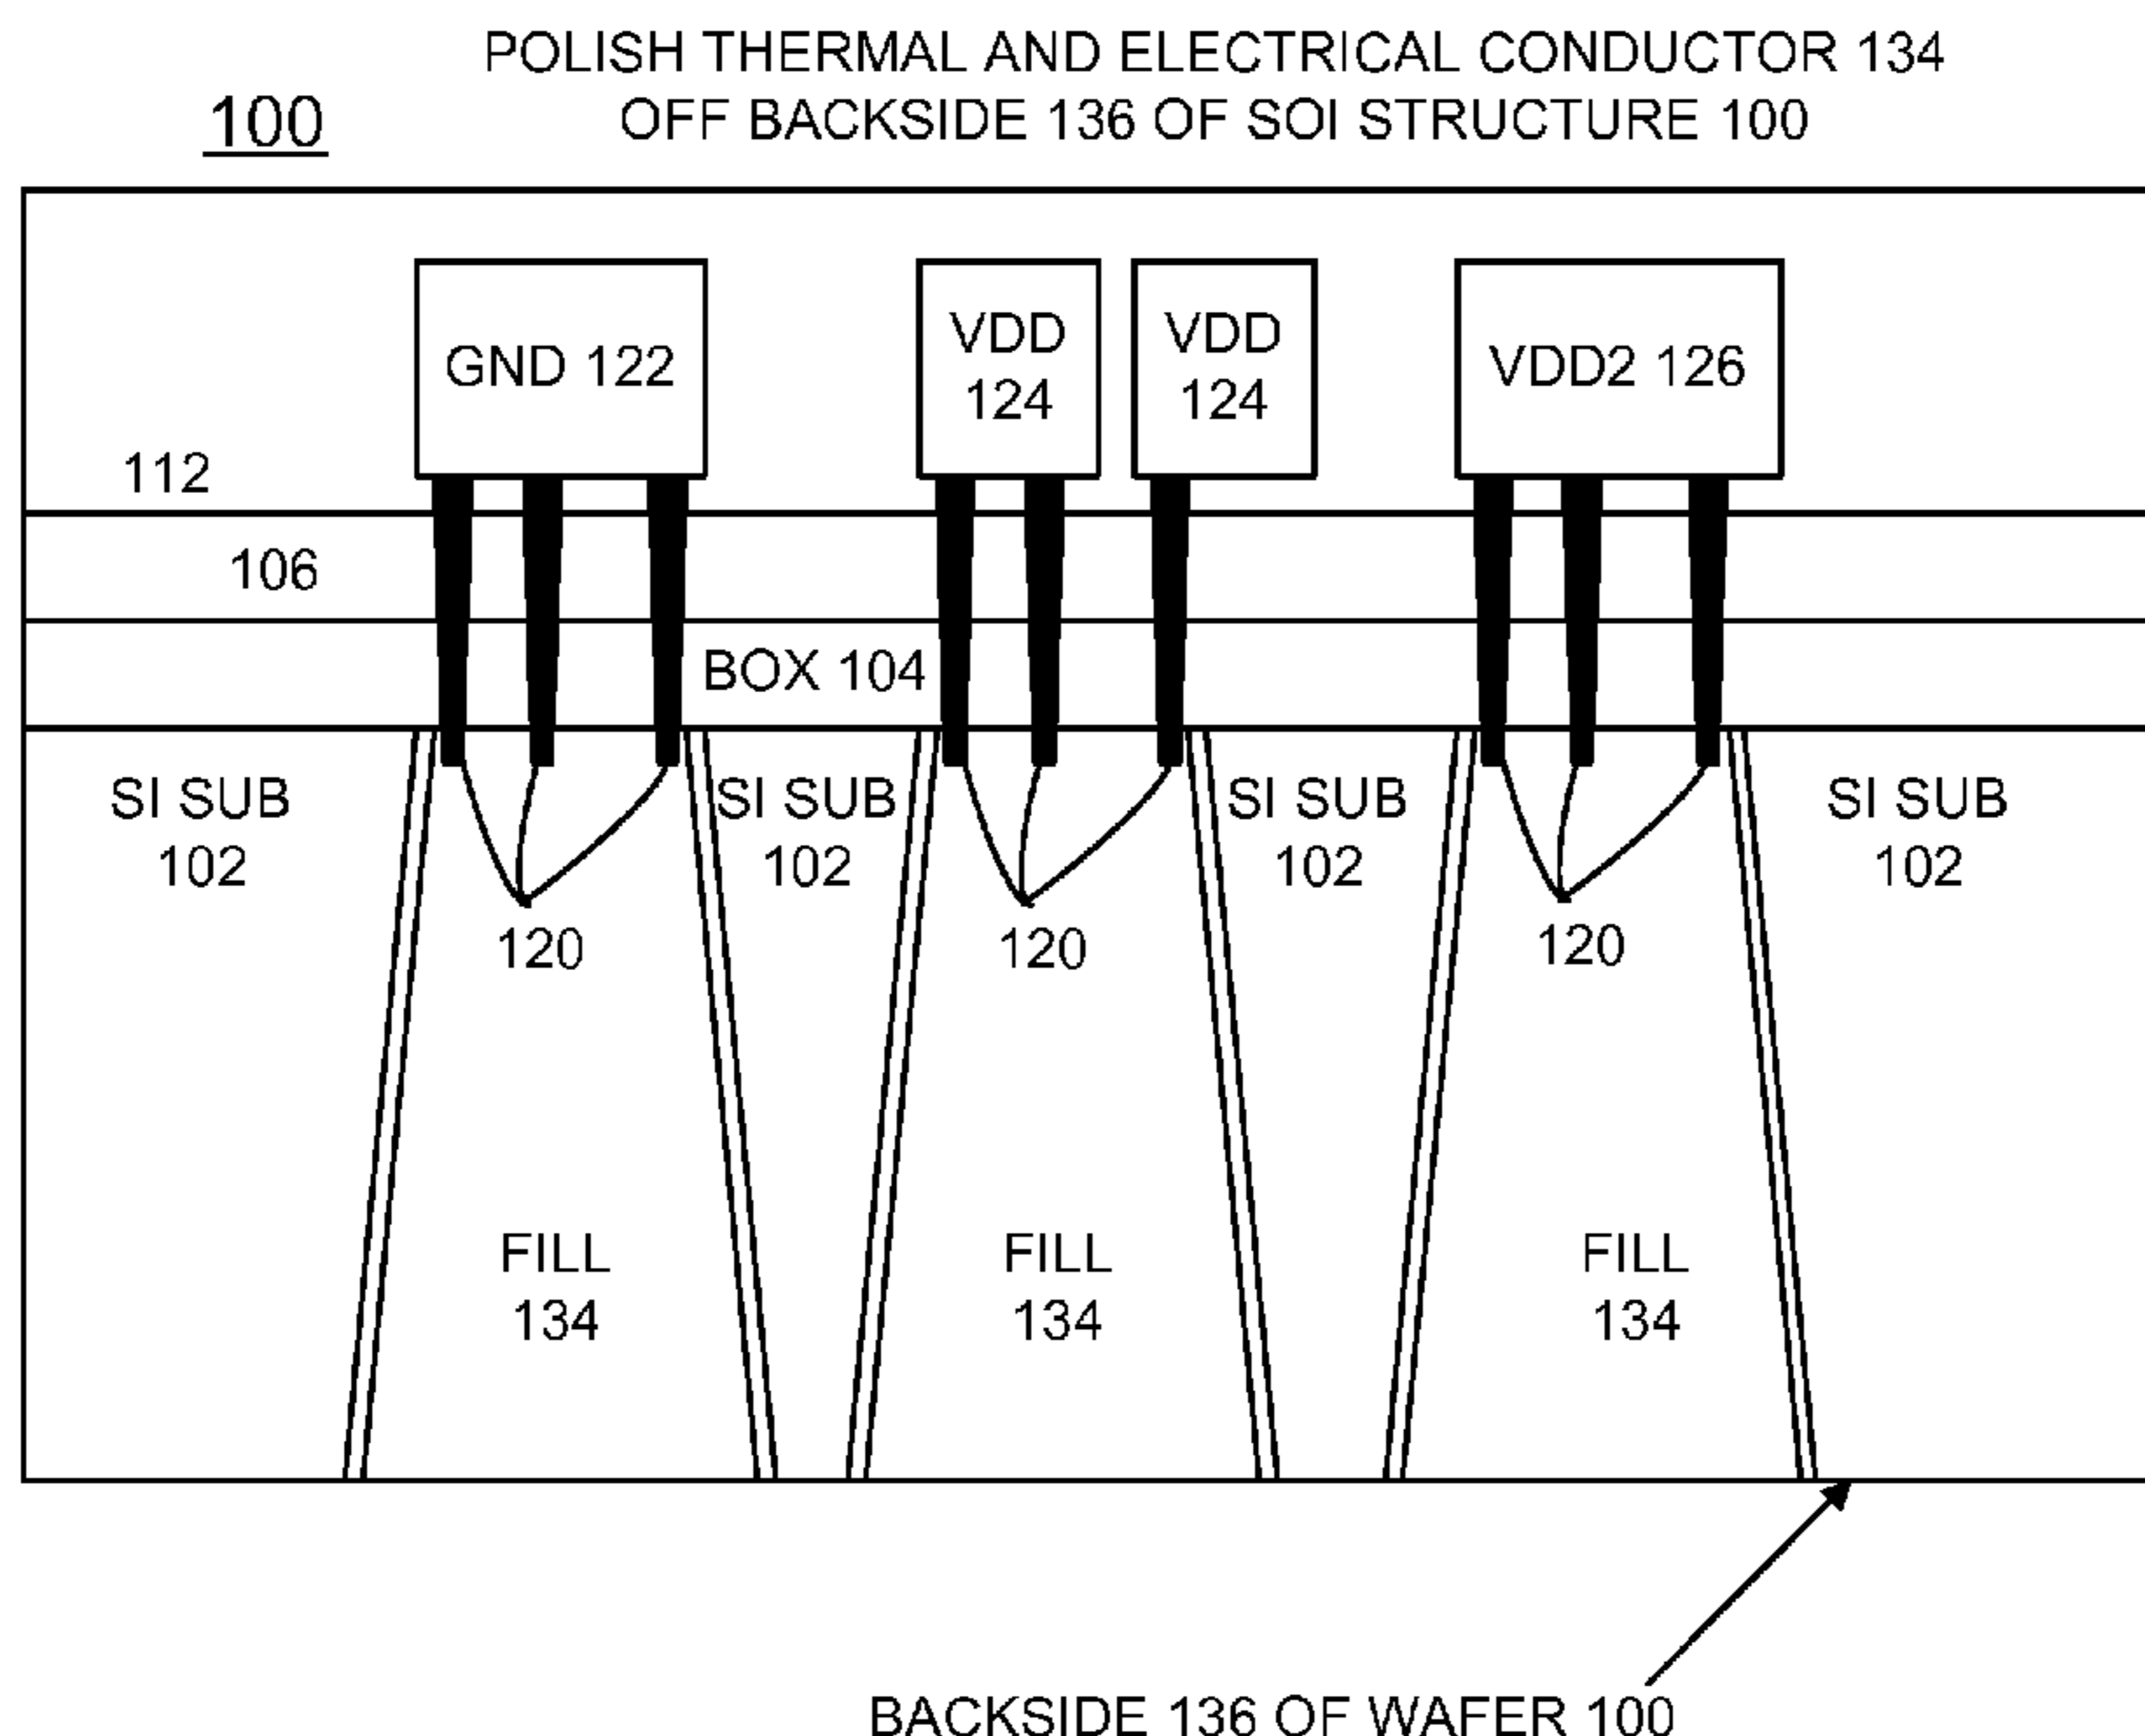 POLISH THERMAL AND ELECTRICAL CONDUCTOR 134
OFF BACKSIDE 136 OF SOI STRUCTURE 100
100
GND 122
VDD
124
VDD
124
VDD2 126
112
106
BOX 104
SI SUB
102
SI SUB
102
SI SUB
102
SI SUB
102
120
120
120
FILL
134
FILL
134
FILL
134
BACKSIDE 136 OF WAFER 100